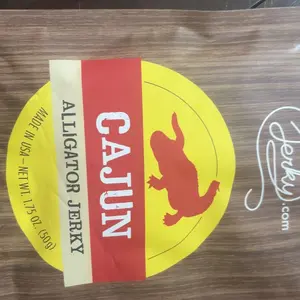 Jerky.com
CAJUN
ALLIGATOR JERKY
MADE IN USA - NET WT. 1.75 OZ. (50g)